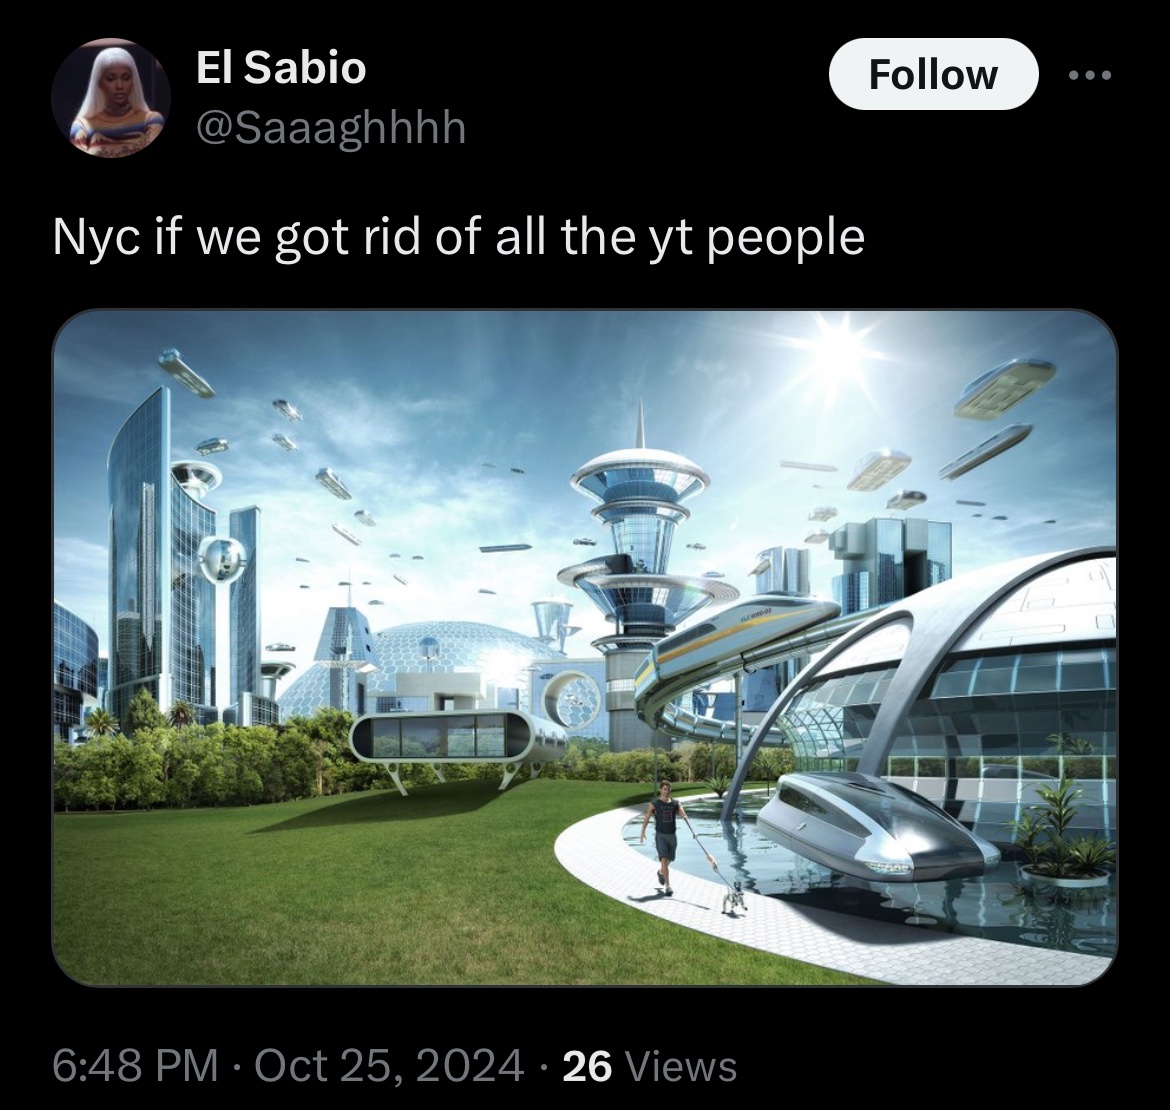 El Sabio
@Saaaghhhh
Follow
Nyc if we got rid of all the yt people
6:48 PM · Oct 25, 2024 · 26 Views